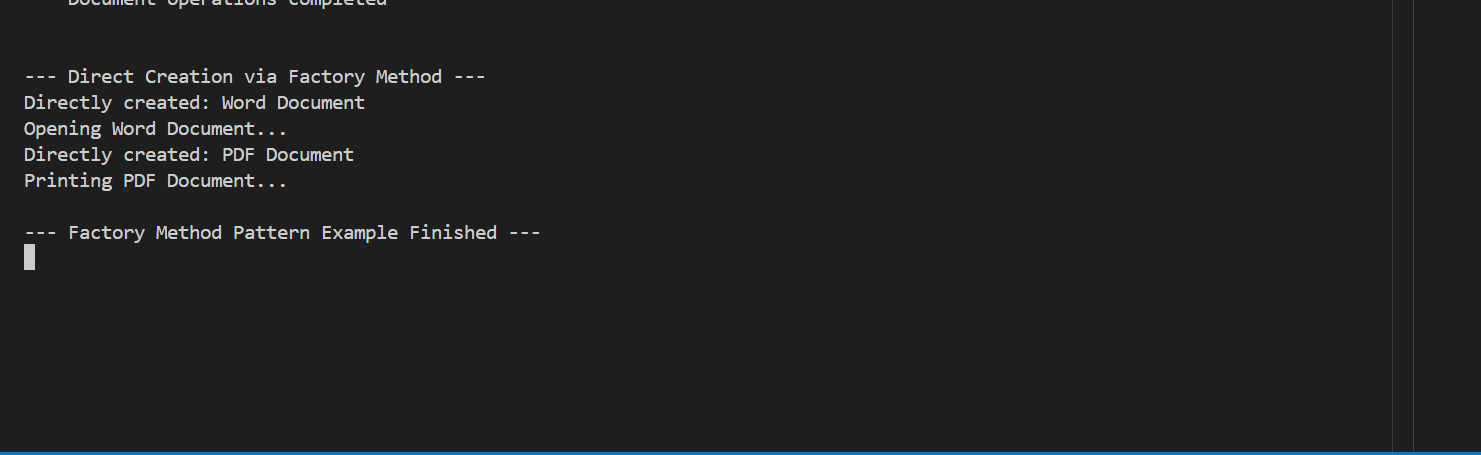 Document Operations Completed
--- Direct Creation via Factory Method ---
Directly created: Word Document
Opening Word Document...
Directly created: PDF Document
Printing PDF Document...
--- Factory Method Pattern Example Finished ---